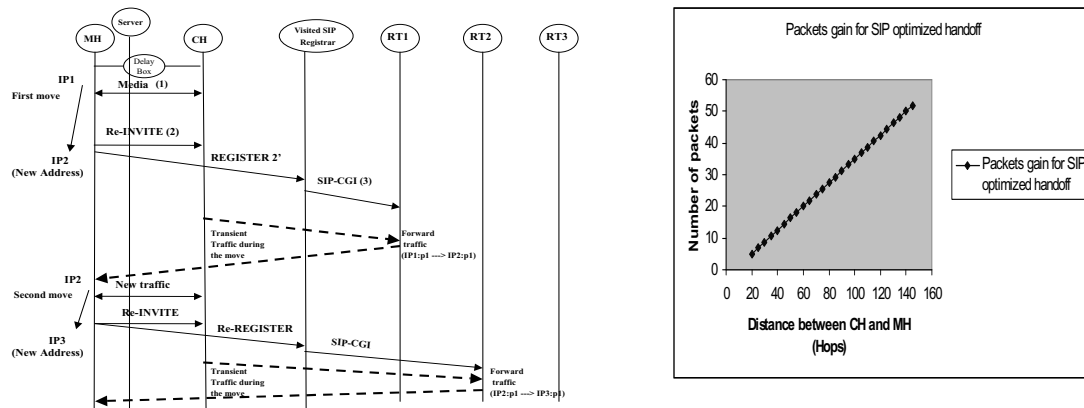 Server
MH
CH
Visited SIP
Registrar
RT1
RT2
RT3
Delay
Box
IP1
First move
Media (1)
Re-INVITE (2)
IP2
(New Address)
REGISTER 2’
SIP-CGI (3)
Transient
Traffic during
the move
Forward
traffic
(IP1:p1 ---> IP2:p1)
IP2
Second move
New traffic
Re-INVITE
Re-REGISTER
IP3
(New Address)
SIP-CGI
Transient
Traffic during
the move
Forward
traffic
(IP2:p1 ---> IP3:p1)
Packets gain for SIP optimized handoff
Number of packets
60
50
40
30
20
10
0
0 20 40 60 80 100 120 140 160
Distance between CH and MH
(Hops)
Packets gain for SIP
optimized handoff